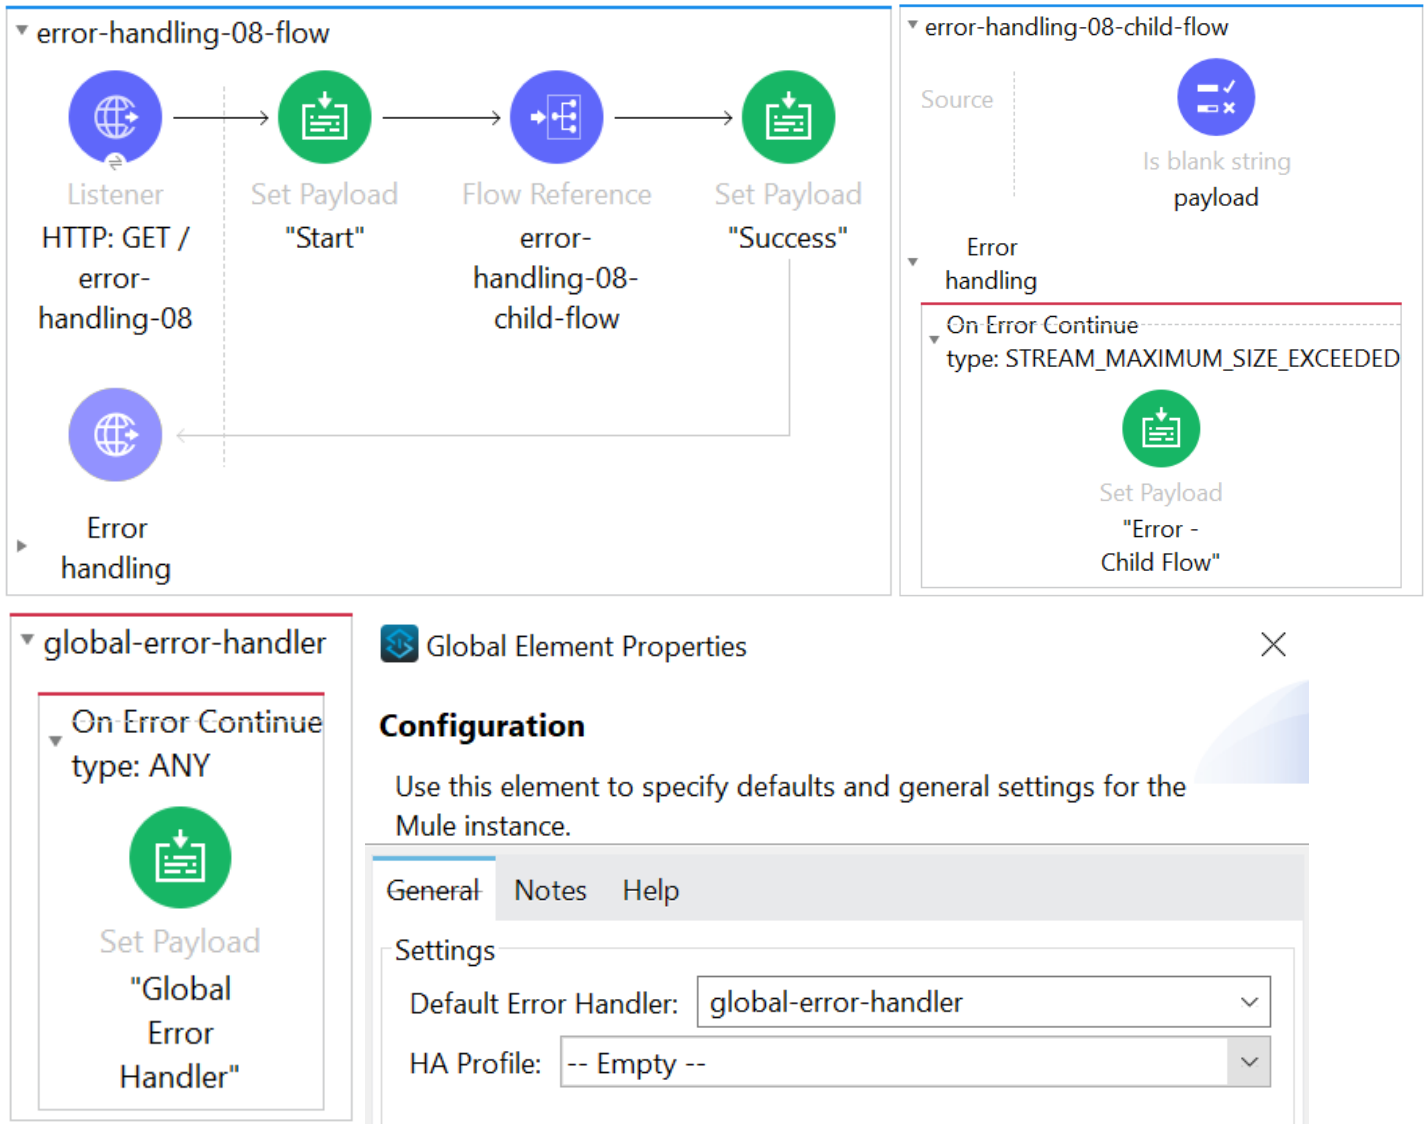 error-handling-08-flow
Listener
HTTP: GET /
error-
handling-08
Set Payload
"Start"
Flow Reference
error-
handling-08-
child-flow
Set Payload
"Success"
Error
handling
error-handling-08-child-flow
Source
Is blank string
payload
Error
handling
On Error Continue
type: STREAM_MAXIMUM_SIZE_EXCEEDED
Set Payload
"Error -
Child Flow"
global-error-handler
On Error Continue
type: ANY
Set Payload
"Global
Error
Handler"
Global Element Properties
Configuration
Use this element to specify defaults and general settings for the
Mule instance.
General Notes Help
Settings
Default Error Handler: global-error-handler
HA Profile: -- Empty --